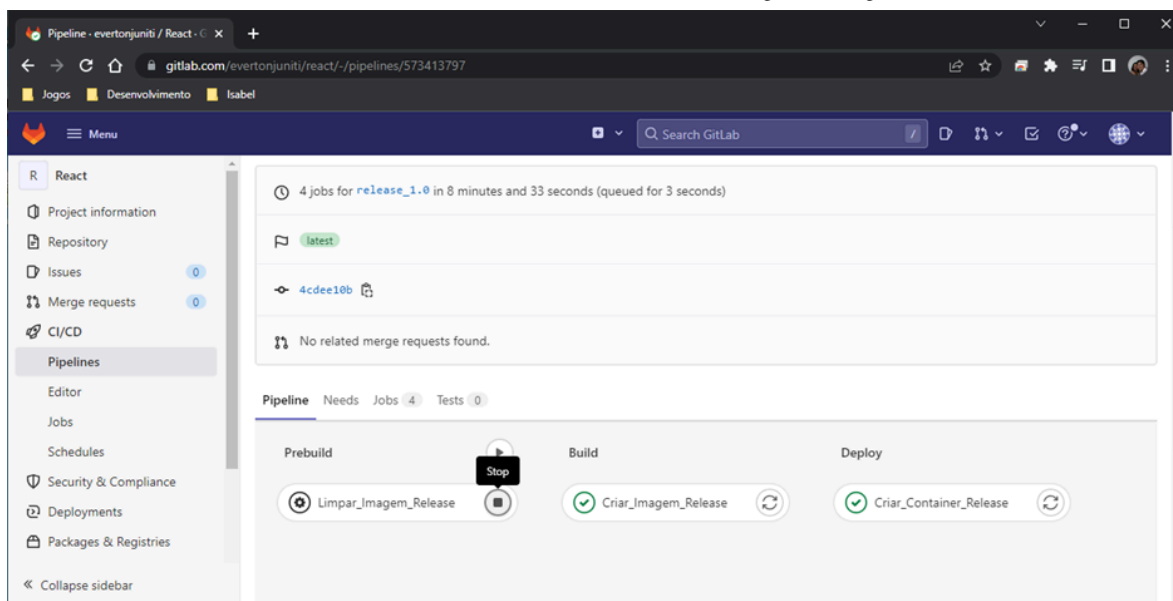 Pipeline · evertonjuniti / React · G
gitlab.com/evertonjuniti/react/-/pipelines/573413797
Jogos Desenvolvimento Isabel
Menu
Search GitLab /
R React
Project information
Repository
Issues 0
Merge requests 0
CI/CD
Pipelines
Editor
Jobs
Schedules
Security & Compliance
Deployments
Packages & Registries
Collapse sidebar
4 jobs for release_1.0 in 8 minutes and 33 seconds (queued for 3 seconds)
latest
4cdee10b
No related merge requests found.
Pipeline Needs Jobs 4 Tests 0
Prebuild Build Deploy
Stop
Limpar_Imagem_Release Criar_Imagem_Release Criar_Container_Release